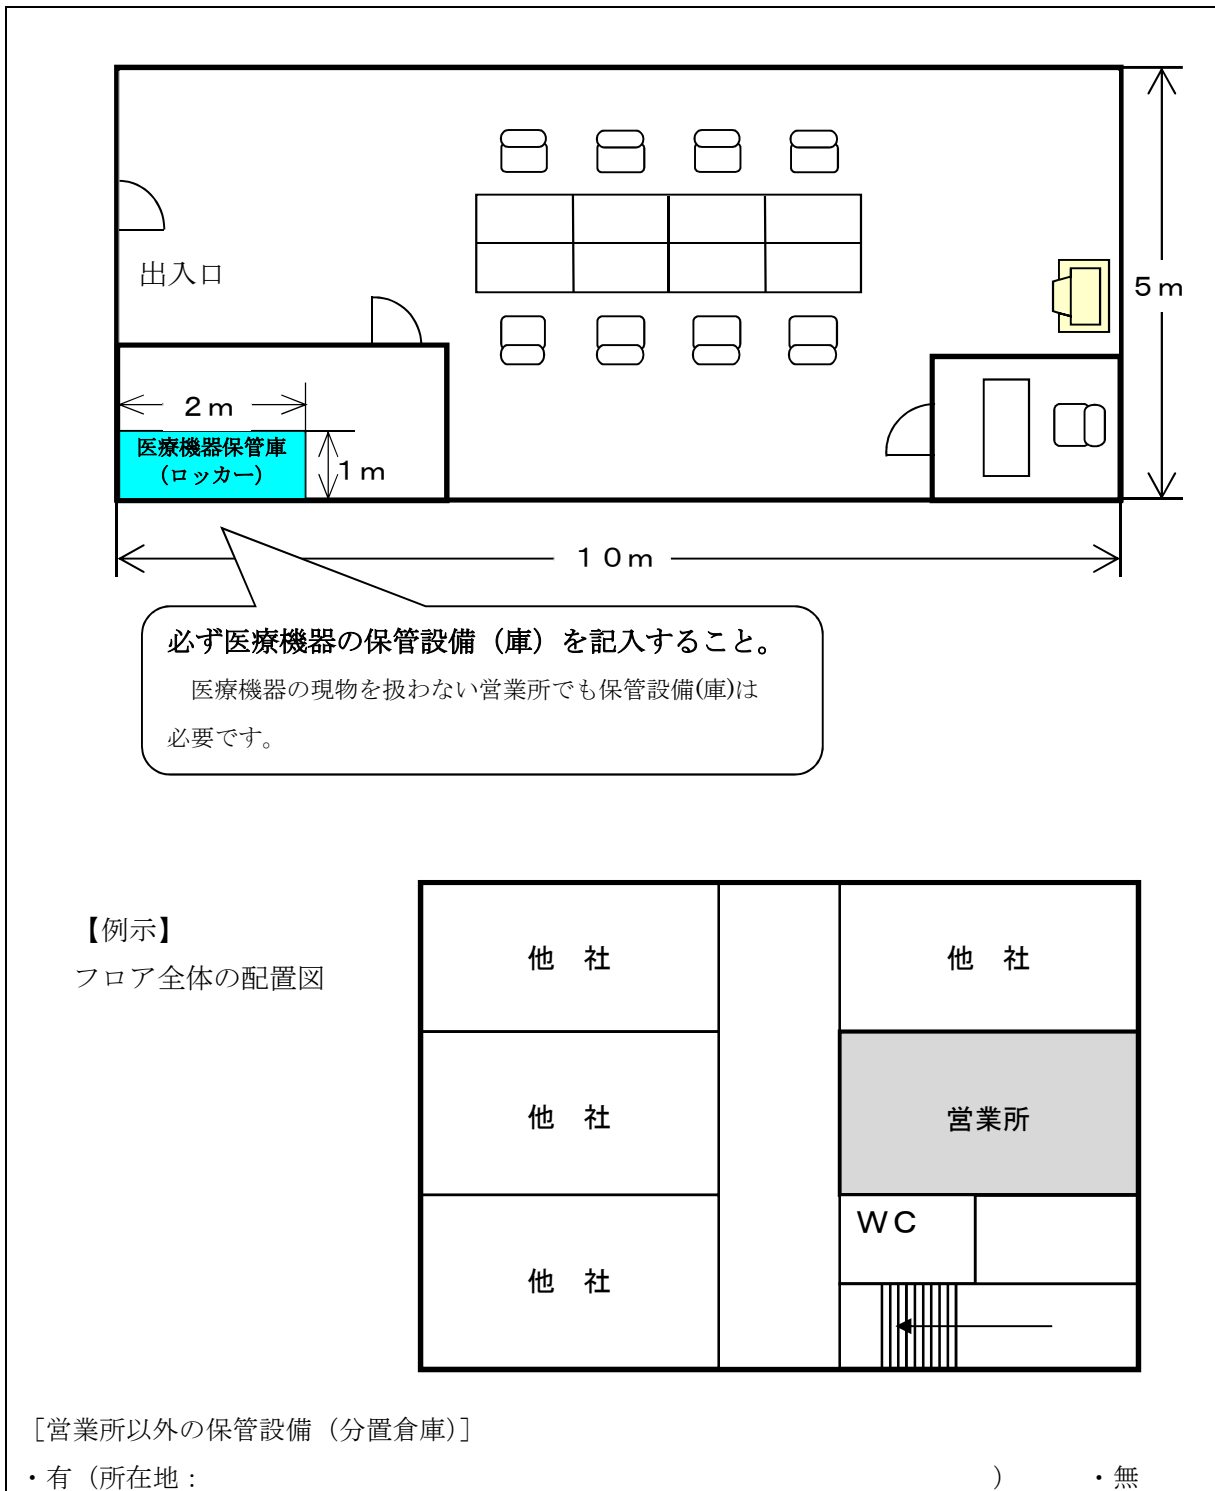 出入口
５ｍ
２ｍ
医療機器保管庫
（ロッカー）
１ｍ
１０ｍ
必ず医療機器の保管設備（庫）を記入すること。
　医療機器の現物を扱わない営業所でも保管設備(庫)は
必要です。
【例示】
フロア全体の配置図
他　社
他　社
他　社
営業所
ＷＣ
他　社
［営業所以外の保管設備（分置倉庫）］
・有（所在地：　　　　　　　　　　　　　　　　　　　　　　　　　　　　　　）　　　・無